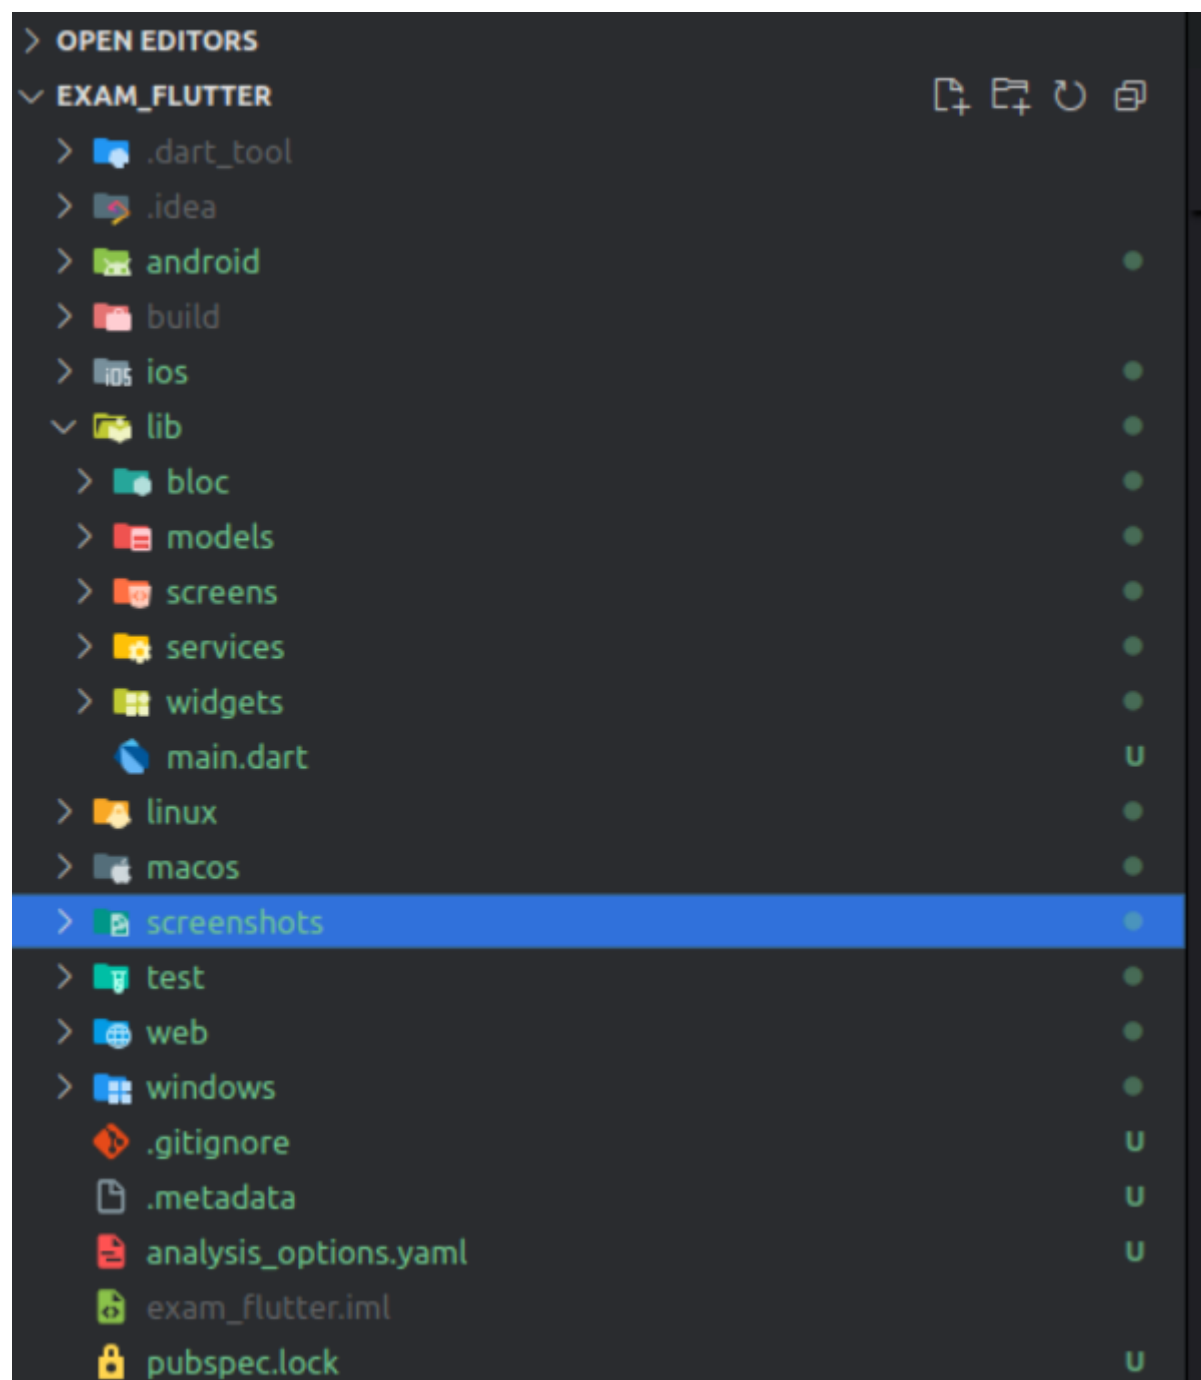 OPEN EDITORS
EXAM_FLUTTER
.dart_tool
.idea
android
build
iOS ios
lib
bloc
models
screens
services
widgets
main.dart U
linux
macos
screenshots
test
web
windows
.gitignore U
.metadata U
analysis_options.yaml U
exam_flutter.iml
pubspec.lock U